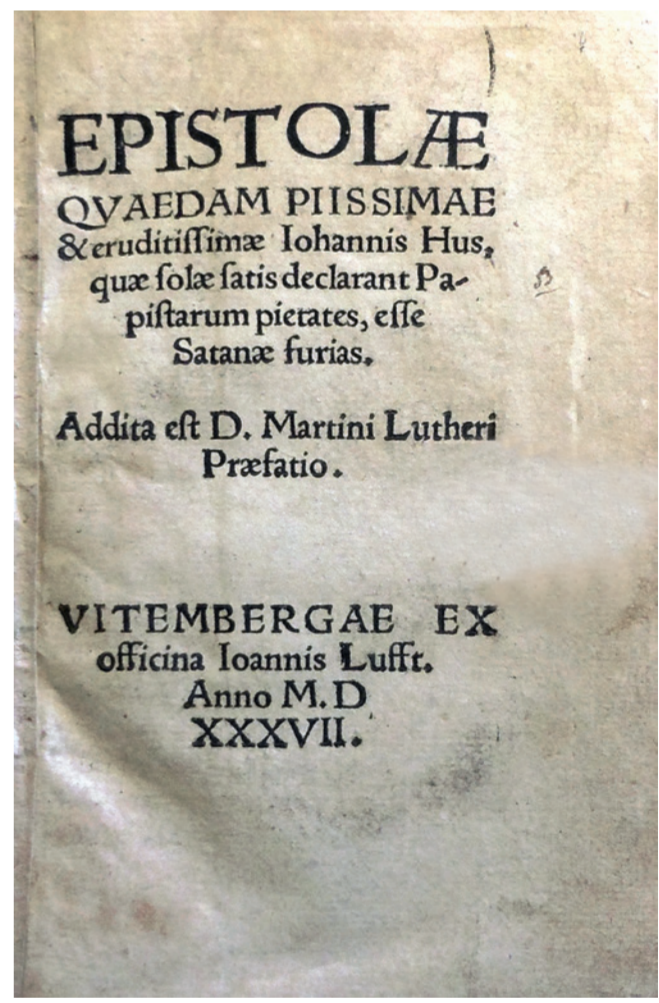 EPISTOLÆ
QVAEDAM PIISSIMAE
& eruditiſſimæ Iohannis Hus,
quæ ſolæ ſatis declarant Pa-
piſtarum pietates, eſſe
Satanæ furias.
Addita eſt D. Martini Lutheri
Præfatio.
VITEMBERGAE EX
officina Ioannis Lufft.
Anno M. D
XXXVII.